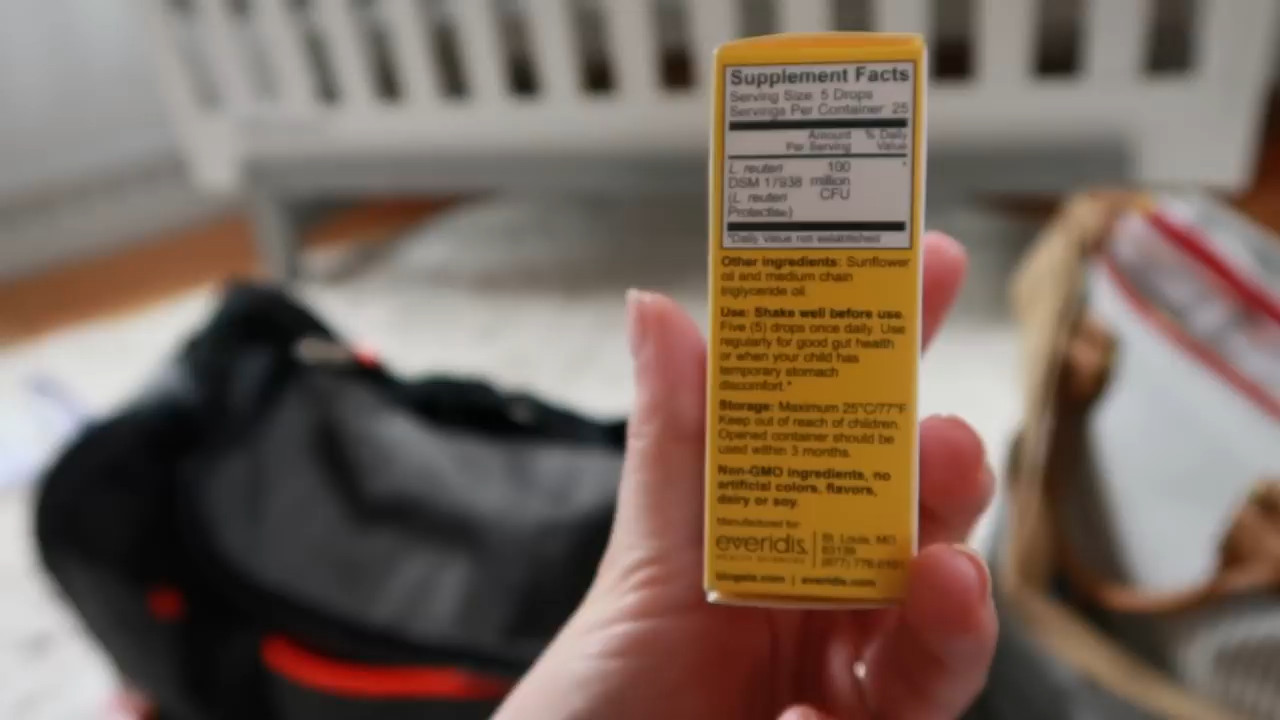 Supplement Facts
Serving Size: 5 Drops
Servings Per Container: 25
Amount Per Serving
% Daily Value
L. reuteri DSM 17938 (L. reuteri Protectis)
100 million CFU
*
*Daily Value not established
Other ingredients: Sunflower
oil and medium chain
triglyceride oil.
Use: Shake well before use.
Five (5) drops once daily. Use
regularly for good gut health
or when your child has
temporary stomach
discomfort.*
Storage: Maximum 25°C/77°F
Keep out of reach of children.
Opened container should be
used within 3 months.
Non-GMO ingredients, no
artificial colors, flavors,
dairy or soy.
Manufactured for:
everidis
HEALTH SCIENCES
St. Louis, MO
(877) 776-0101
everidis.com